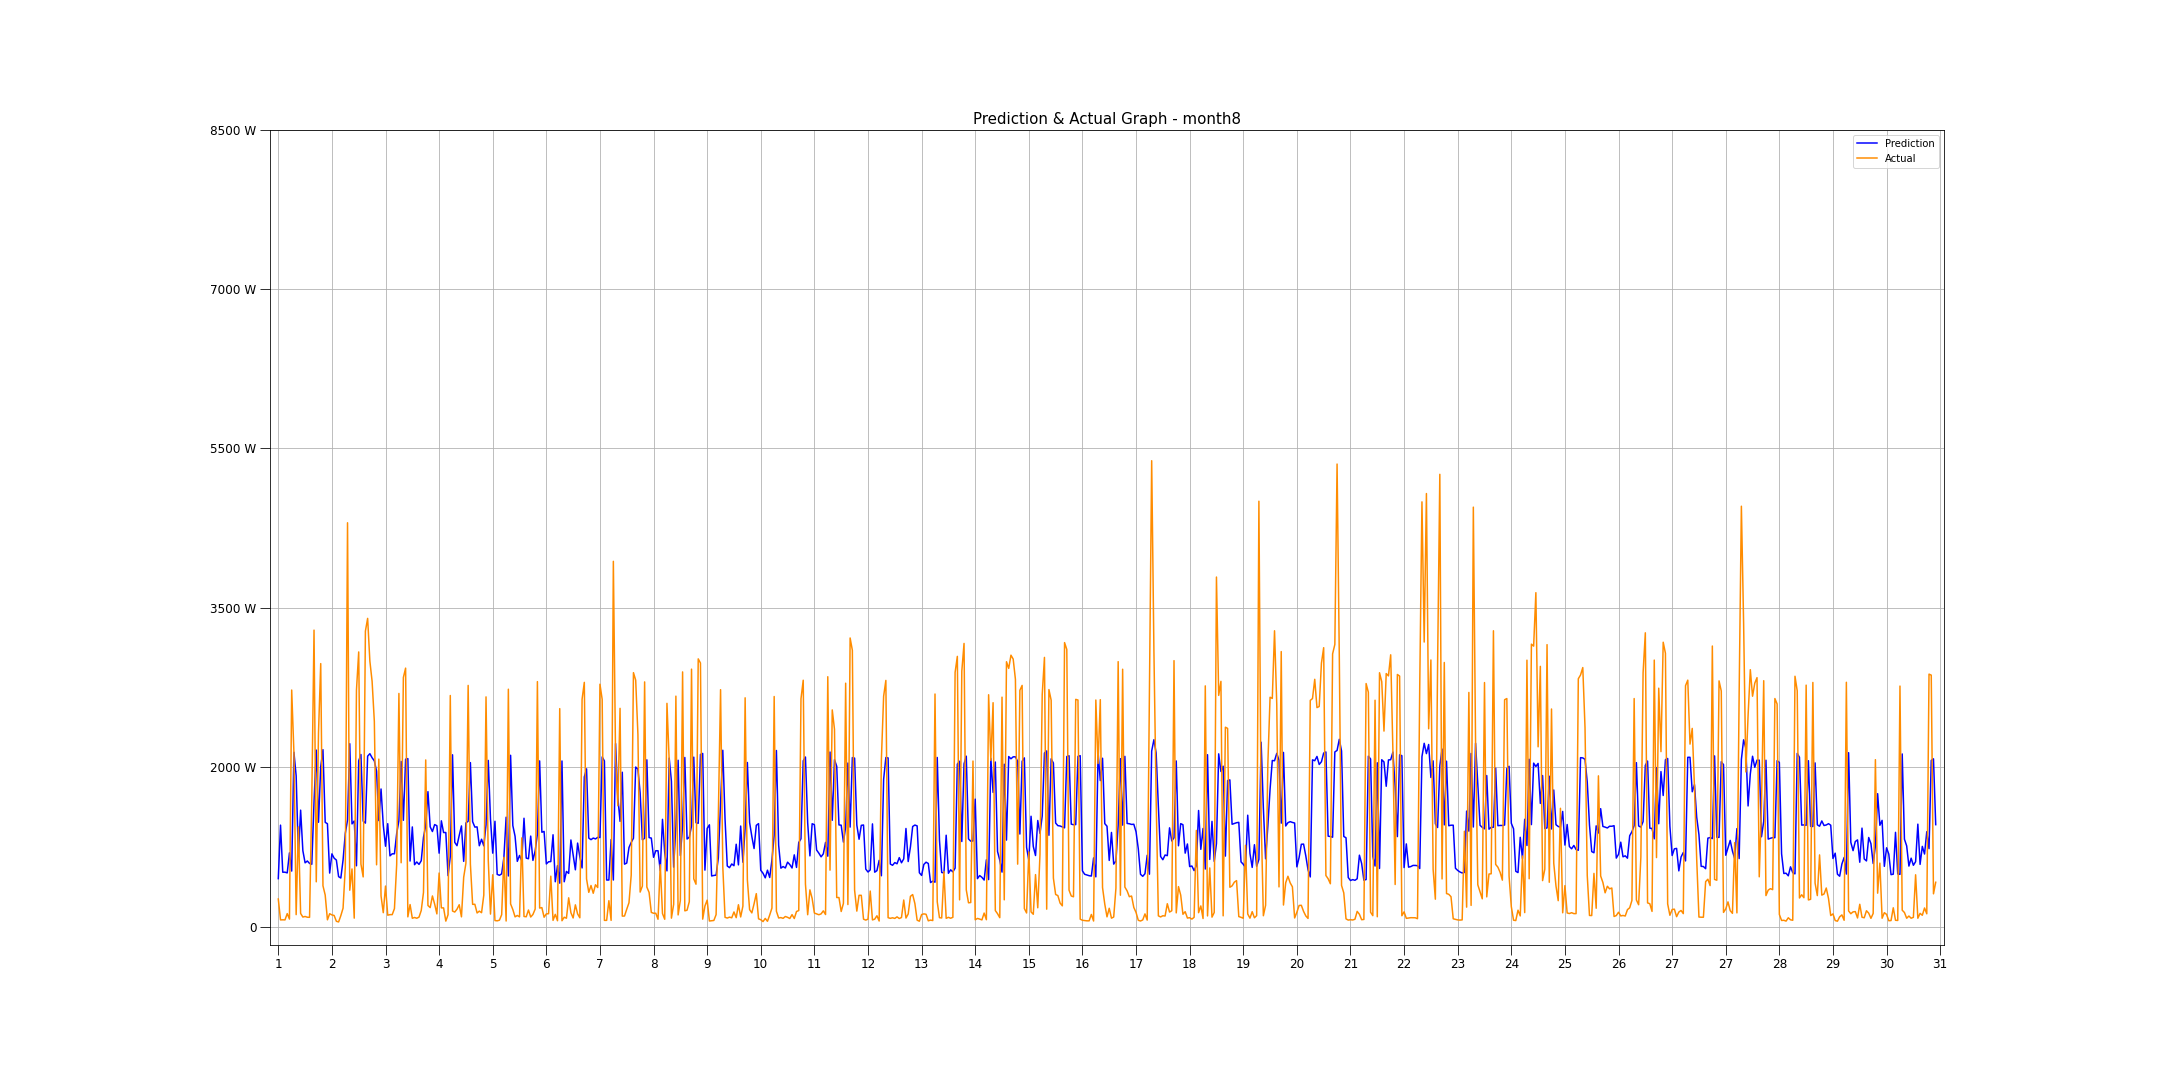 Prediction & Actual Graph - month8
8500 W
Prediction
Actual
7000 W
5500 W
3500 W
2000 W
0
1 2 3 4 5 6 7 8 9 10 11 12 13 14 15 16 17 18 19 20 21 22 23 24 25 26 27 27 28 29 30 31